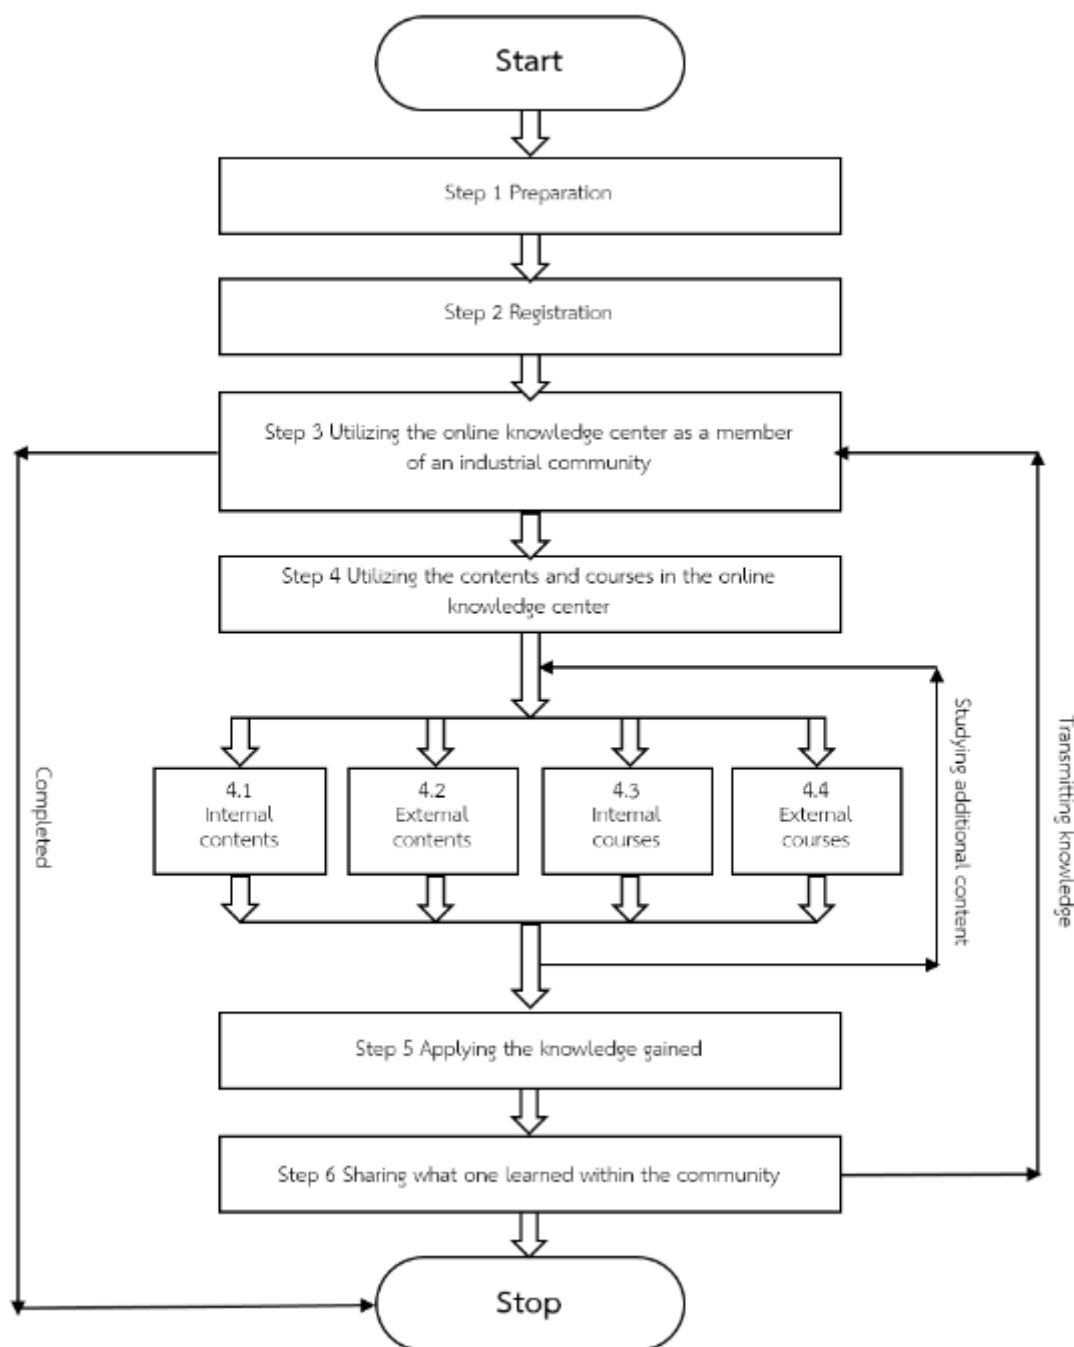 Start
Step 1 Preparation
Step 2 Registration
Step 3 Utilizing the online knowledge center as a member
of an industrial community
Step 4 Utilizing the contents and courses in the online
knowledge center
4.1
Internal
contents
4.2
External
contents
4.3
Internal
courses
4.4
External
courses
Studying additional content
Transmitting knowledge
Completed
Step 5 Applying the knowledge gained
Step 6 Sharing what one learned within the community
Stop